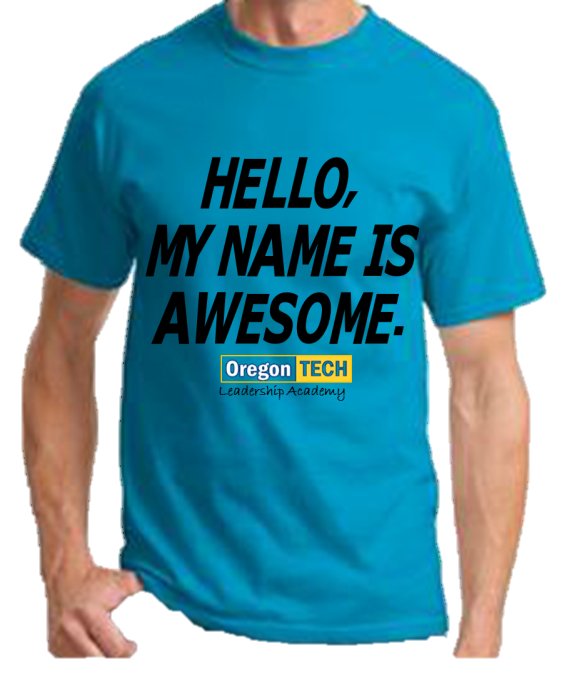 HELLO,
MY NAME IS
AWESOME.
Oregon TECH
Leadership Academy